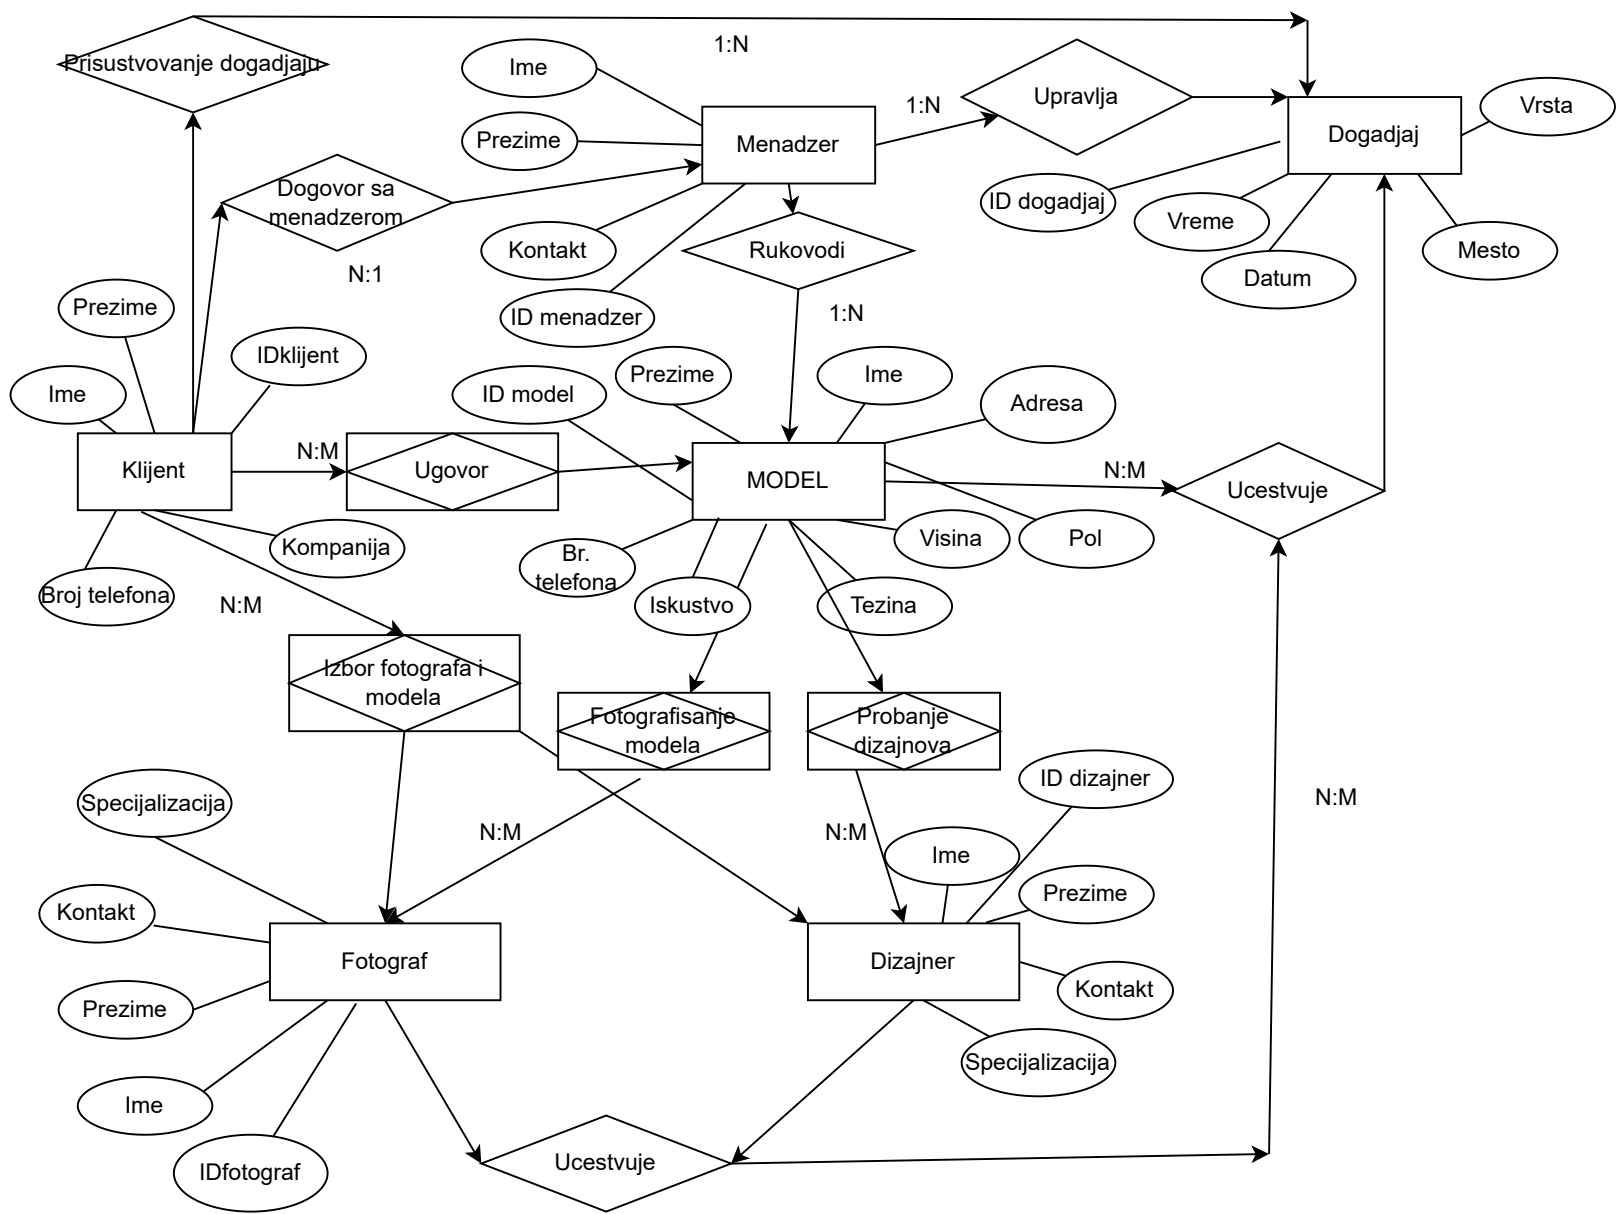 1:N
Prisustvovanje dogadjaju
Ime
Upravlja
1:N
Vrsta
Menadzer
Dogadjaj
Prezime
Dogovor sa
menadzerom
ID dogadjaj
Vreme
Kontakt
Rukovodi
Mesto
N:1
Datum
Prezime
ID menadzer
1:N
IDklijent
Prezime
Ime
Ime
ID model
Adresa
N:M
Klijent
Ugovor
MODEL
N:M
Ucestvuje
Kompanija
Visina
Pol
Br.
telefona
Broj telefona
N:M
Iskustvo
Tezina
Izbor fotografa i
modela
Fotografisanje
modela
Probanje
dizajnova
ID dizajner
N:M
Specijalizacija
N:M
N:M
Ime
Prezime
Kontakt
Fotograf
Dizajner
Kontakt
Prezime
Specijalizacija
Ime
Ucestvuje
IDfotograf